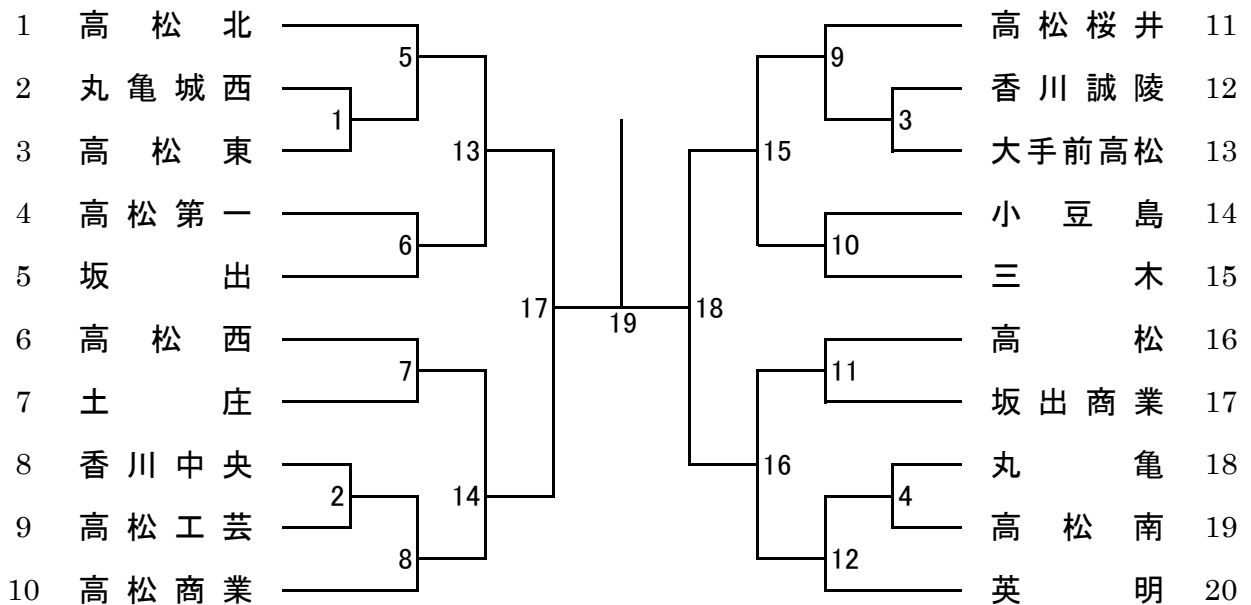 1 高松北
5
2 丸亀城西
1
3 高松東
13
4 高松第一
6
5 坂出
17
6 高松西
7
7 土庄
8 香川中央
2
14
9 高松工芸
8
10 高松商業
19
高松桜井 11
9
香川誠陵 12
3
大手前高松 13
15
小豆島 14
10
三木 15
18
高松 16
11
坂出商業 17
16
丸亀 18
4
高松南 19
12
英明 20